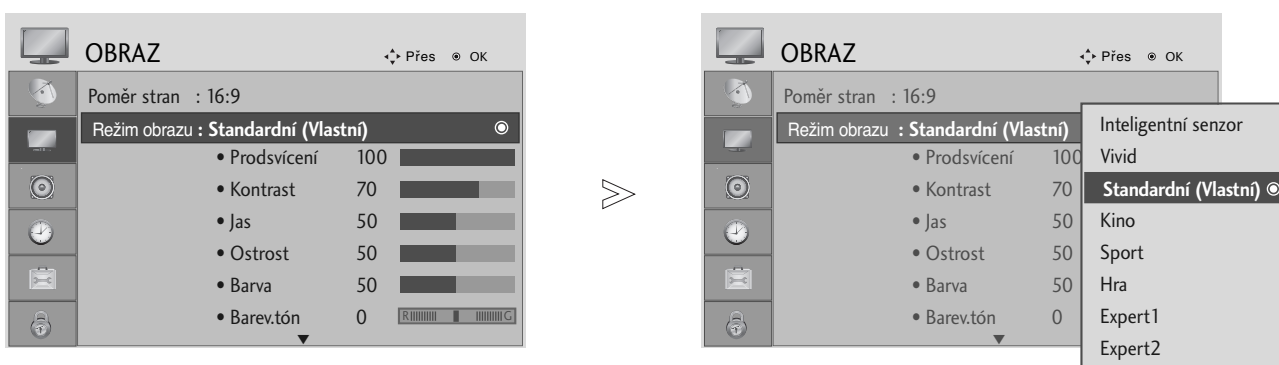 OBRAZ
Přes OK
Poměr stran : 16:9
Režim obrazu : Standardní (Vlastní)
• Prodsvícení 100
• Kontrast 70
• Jas 50
• Ostrost 50
• Barva 50
• Barev.tón 0 R G
OBRAZ
Přes OK
Poměr stran : 16:9
Režim obrazu : Standardní (Vlastní)
• Prodsvícení 100
• Kontrast 70
• Jas 50
• Ostrost 50
• Barva 50
• Barev.tón 0
Inteligentní senzor
Vivid
Standardní (Vlastní)
Kino
Sport
Hra
Expert1
Expert2